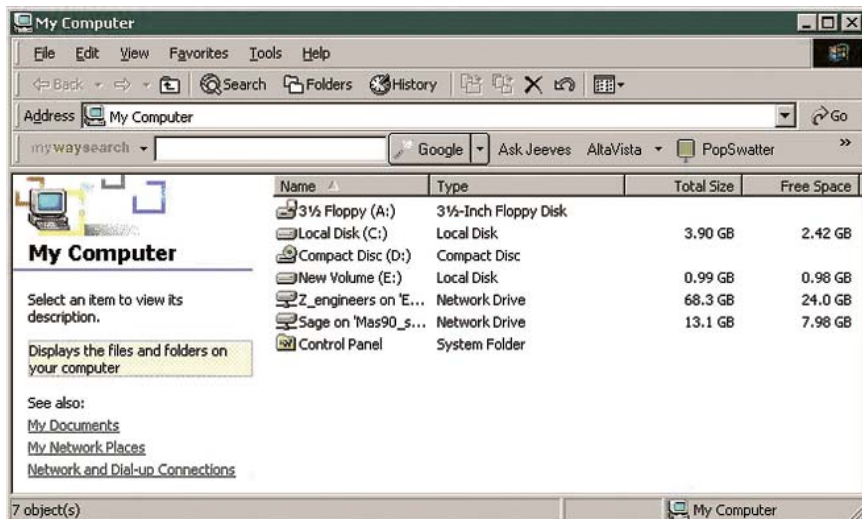 My Computer
File Edit View Favorites Tools Help
Back Search Folders History
Address My Computer Go
mywaysearch Google Ask Jeeves AltaVista PopSwatter »
Name Type Total Size Free Space
3½ Floppy (A:) 3½-Inch Floppy Disk
Local Disk (C:) Local Disk 3.90 GB 2.42 GB
Compact Disc (D:) Compact Disc
New Volume (E:) Local Disk 0.99 GB 0.98 GB
Z_engineers on 'E... Network Drive 68.3 GB 24.0 GB
Sage on 'Mas90_s... Network Drive 13.1 GB 7.98 GB
Control Panel System Folder
My Computer
Select an item to view its
description.
Displays the files and folders on
your computer
See also:
My Documents
My Network Places
Network and Dial-up Connections
7 object(s) My Computer